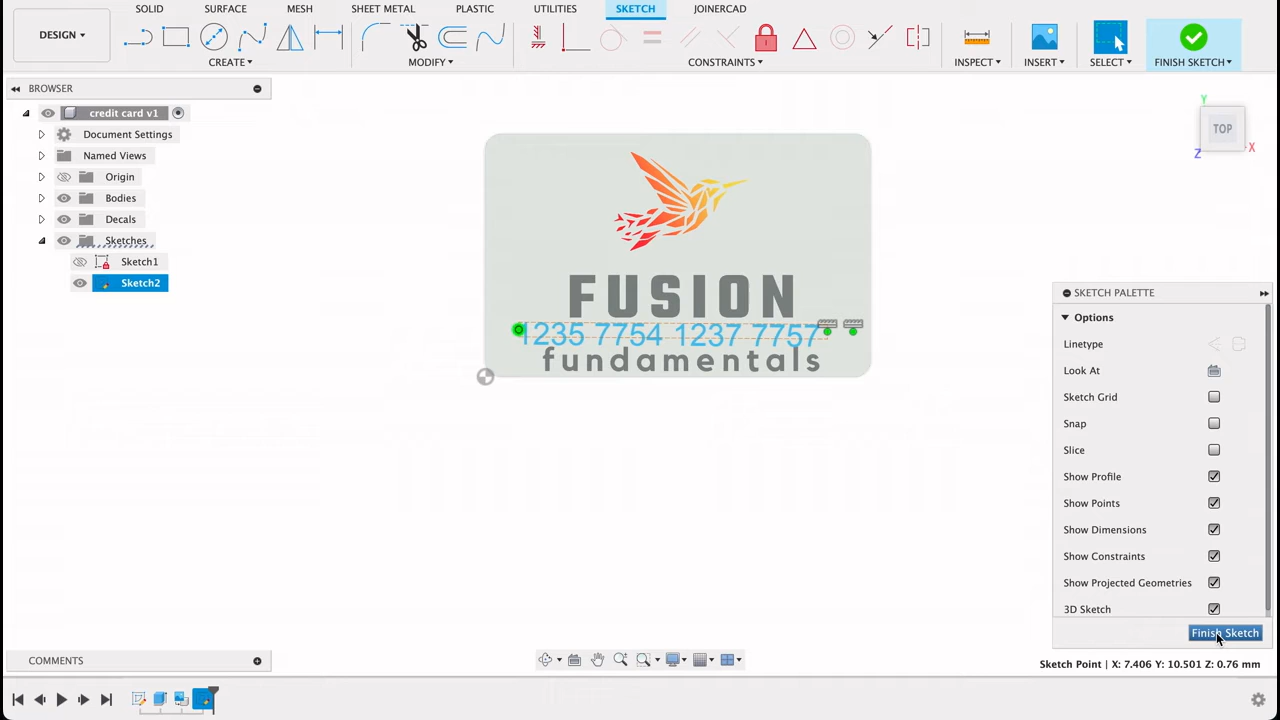 SOLID SURFACE MESH SHEET METAL PLASTIC UTILITIES SKETCH JOINERCAD
DESIGN
CREATE MODIFY CONSTRAINTS INSPECT INSERT SELECT FINISH SKETCH
BROWSER
credit card v1
Document Settings
Named Views
Origin
Bodies
Decals
Sketches
Sketch1
Sketch2
Y
TOP
Z
X
FUSION
1235 7754 1237 7757
fundamentals
SKETCH PALETTE
Options
Linetype
Look At
Sketch Grid
Snap
Slice
Show Profile
Show Points
Show Dimensions
Show Constraints
Show Projected Geometries
3D Sketch
Finish Sketch
COMMENTS
Sketch Point | X: 7.406 Y: 10.501 Z: 0.76 mm